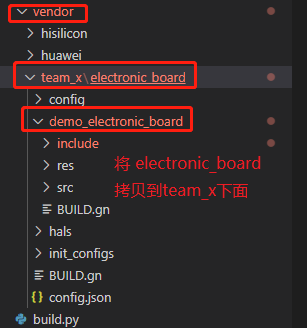 vendor
hisilicon
huawei
team_x\electronic_board
config
demo_electronic_board
include
res
src
BUILD.gn
将 electronic_board
拷贝到team_x下面
hals
init_configs
BUILD.gn
config.json
build.py